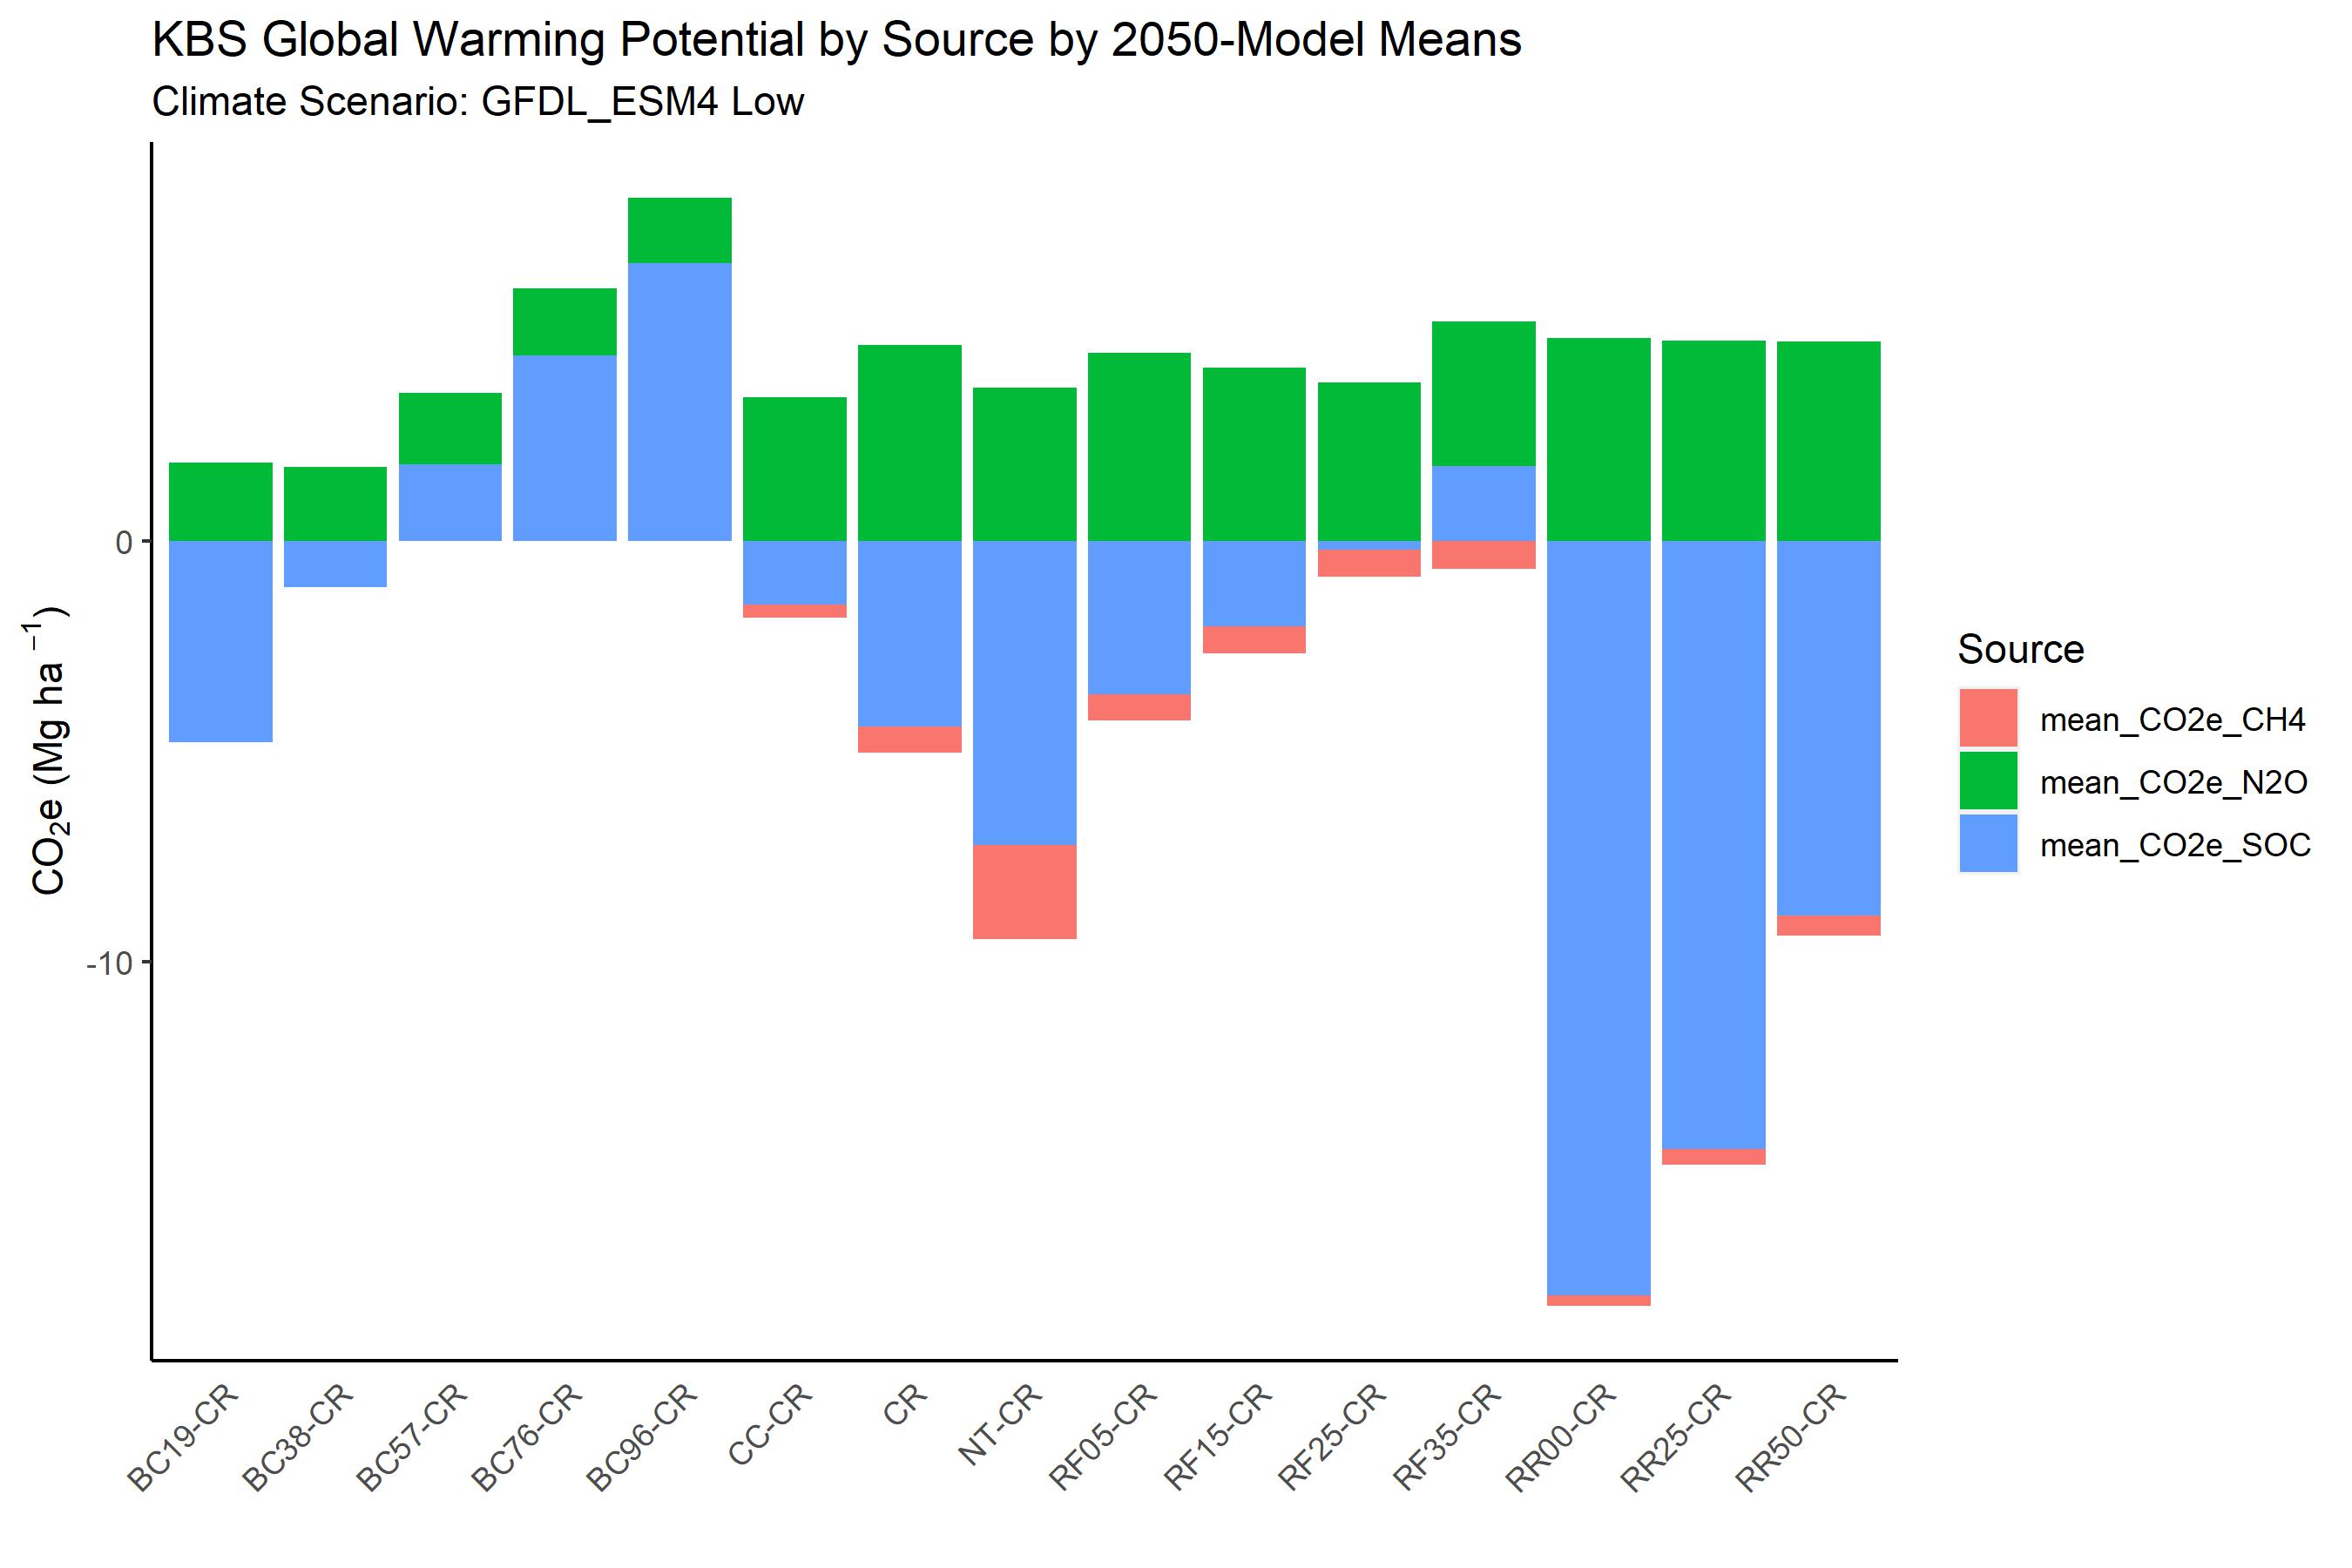 KBS Global Warming Potential by Source by 2050-Model Means
Climate Scenario: GFDL_ESM4 Low
CO₂e (Mg ha ⁻¹)
0
-10
BC19-CR
BC38-CR
BC57-CR
BC76-CR
BC96-CR
CC-CR
CR
NT-CR
RF05-CR
RF15-CR
RF25-CR
RF35-CR
RR00-CR
RR25-CR
RR50-CR
Source
mean_CO2e_CH4
mean_CO2e_N2O
mean_CO2e_SOC